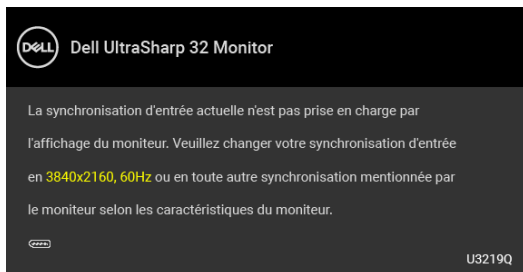 DELL
Dell UltraSharp 32 Monitor
La synchronisation d'entrée actuelle n'est pas prise en charge par
l'affichage du moniteur. Veuillez changer votre synchronisation d'entrée
en 3840x2160, 60Hz ou en toute autre synchronisation mentionnée par
le moniteur selon les caractéristiques du moniteur.
U3219Q